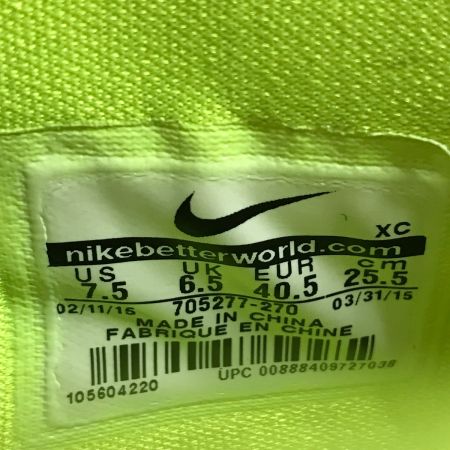 XC
nikebetterworld.com
US UK EUR cm
7.5 6.5 40.5 25.5
02/11/15 705277-270 03/31/15
MADE IN CHINA
FABRIQUE EN CHINE
105604220 UPC 00888409727038